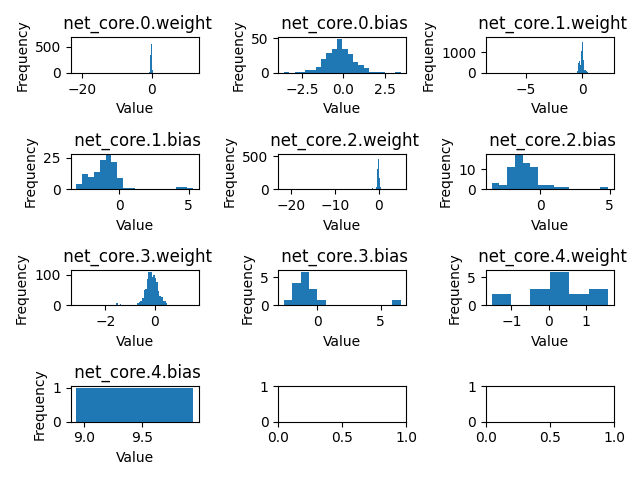 net_core.0.weight
Frequency
500
0
−20
0
Value
net_core.0.bias
Frequency
50
0
−2.5
0.0
2.5
Value
net_core.1.weight
Frequency
1000
0
−5
0
Value
net_core.1.bias
Frequency
25
0
0
5
Value
net_core.2.weight
Frequency
500
0
−20
−10
0
Value
net_core.2.bias
Frequency
10
0
0
5
Value
net_core.3.weight
Frequency
100
0
−2
0
Value
net_core.3.bias
Frequency
5
0
0
5
Value
net_core.4.weight
Frequency
5
0
−1
0
1
Value
net_core.4.bias
Frequency
1
0
9.0
9.5
Value
1
0
0.0
0.5
1.0
1
0
0.0
0.5
1.0